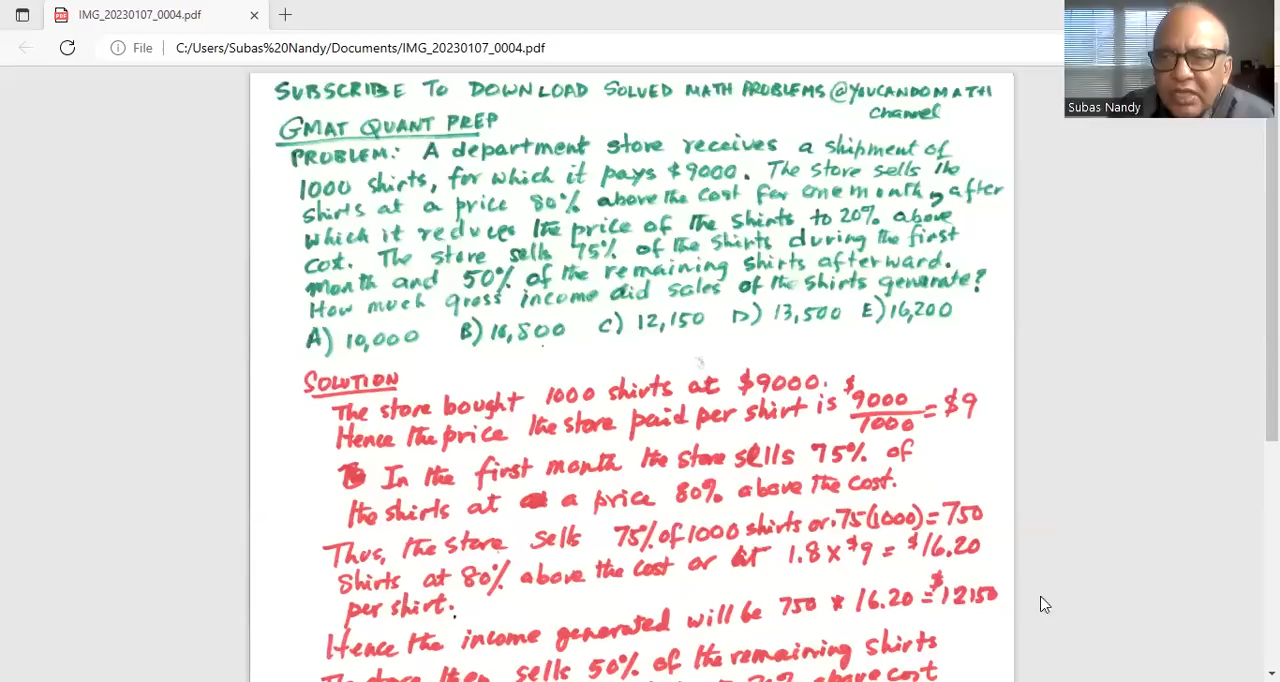 IMG_20230107_0004.pdf
File C:/Users/Subas%20Nandy/Documents/IMG_20230107_0004.pdf
Subas Nandy
SUBSCRIBE TO DOWNLOAD SOLVED MATH PROBLEMS @YOUCANDOMATH
Channel
GMAT QUANT PREP
PROBLEM: A department store receives a shipment of
1000 shirts, for which it pays $9000. The store sells the
shirts at a price 80% above the cost for one month, after
which it reduces the price of the shirts to 20% above
cost. The store sells 75% of the shirts during the first
month and 50% of the remaining shirts afterward.
How much gross income did sales of the shirts generate?
A) 10,000 B) 16,800 C) 12,150 D) 13,500 E) 16,200
SOLUTION
The store bought 1000 shirts at $9000.
Hence the price the store paid per shirt is $9000/1000 = $9
In the first month the store sells 75% of
the shirts at a price 80% above the cost.
Thus, the store sells 75% of 1000 shirts or .75(1000) = 750
shirts at 80% above the cost or at 1.8 x $9 = $16.20
per shirt.
Hence the income generated will be 750 * 16.20 = $12150
sells 50% of the remaining shirts
above cost